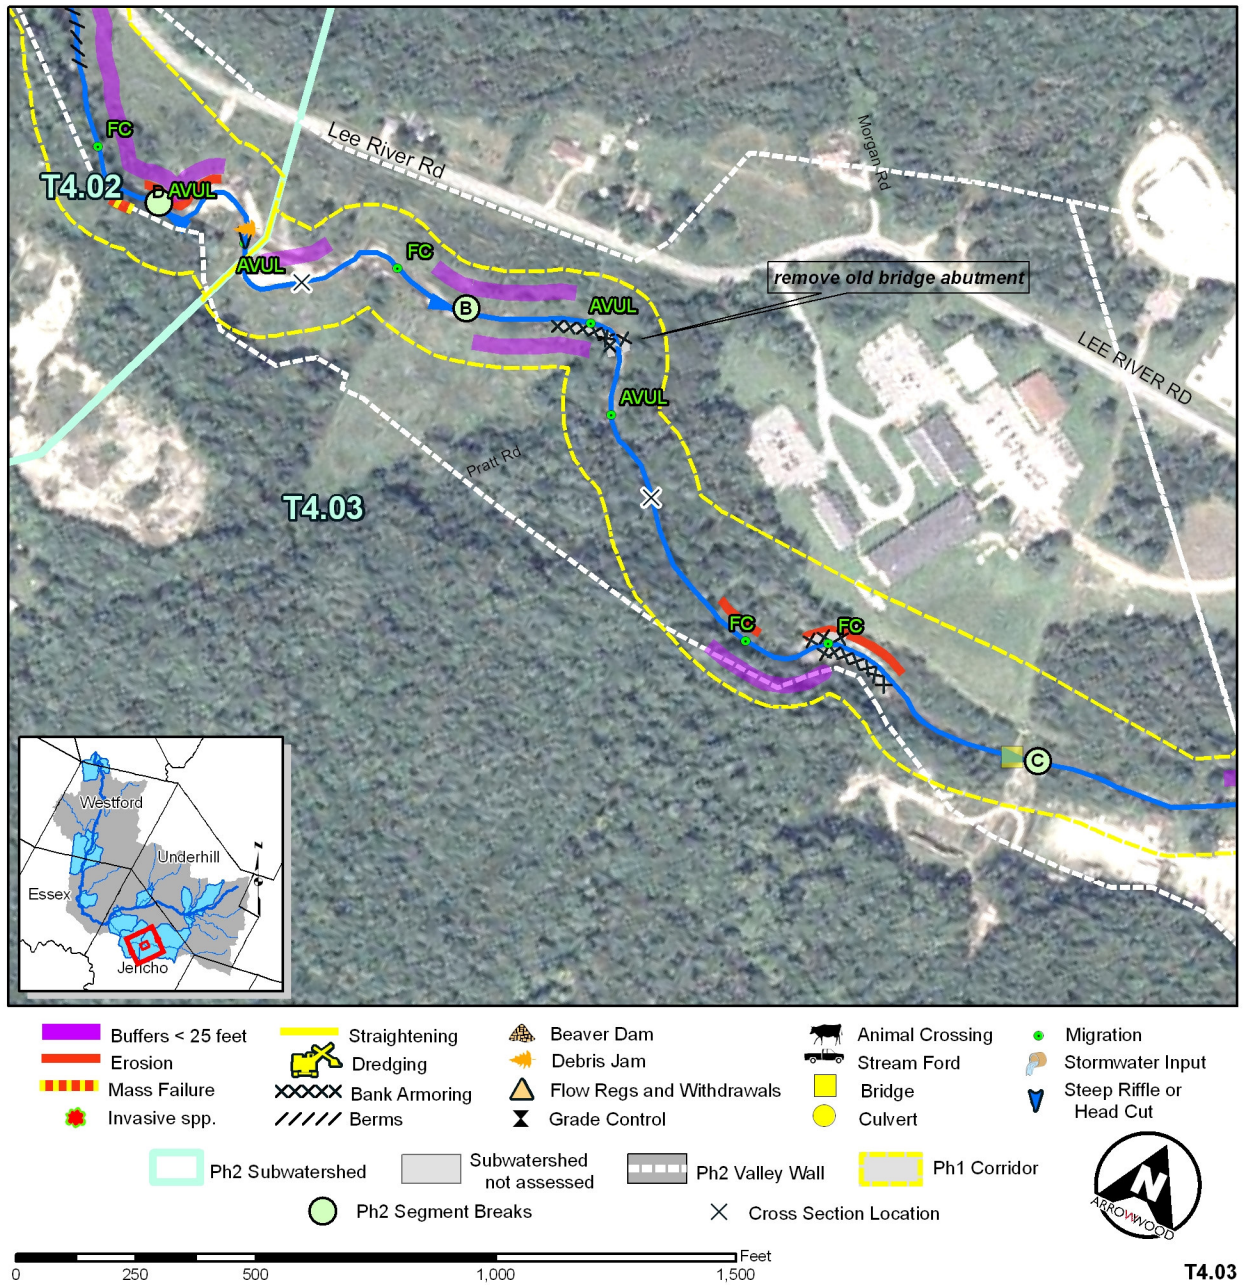 Lee River Rd
Morgan Rd
FC
T4.02
D
AVUL
AVUL
FC
B
AVUL
remove old bridge abutment
LEE RIVER RD
AVUL
Pratt Rd
T4.03
FC
FC
C
Westford
Underhill
Essex
Jericho
N
Buffers < 25 feet
Erosion
Mass Failure
Invasive spp.
Straightening
Dredging
Bank Armoring
Berms
Beaver Dam
Debris Jam
Flow Regs and Withdrawals
Grade Control
Animal Crossing
Stream Ford
Bridge
Culvert
Migration
Stormwater Input
Steep Riffle or
Head Cut
Ph2 Subwatershed
Subwatershed
not assessed
Ph2 Valley Wall
Ph1 Corridor
Ph2 Segment Breaks
Cross Section Location
N
ARROWWOOD
0 250 500 1,000 1,500
Feet
T4.03